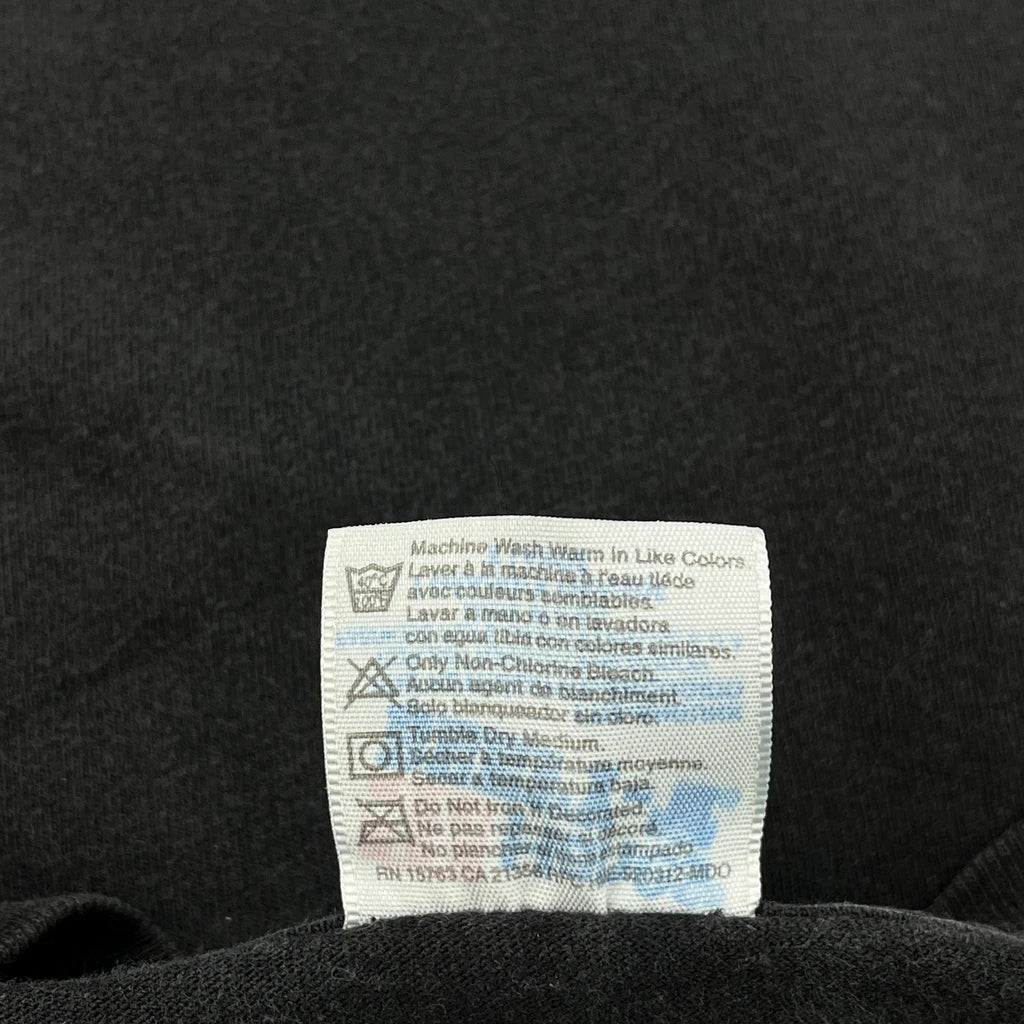 Machine Wash Warm In Like Colors
Laver à la machine à l'eau tiède
avec couleurs semblables.
Lavar a mano ó en lavadora
con agua tibia con colores similares.
Only Non-Chlorine Bleach.
Aucun agent de blanchiment.
Solo blanqueador sin cloro.
Tumble Dry Medium.
Sécher à température moyenne.
Secar a temperatura baja.
Do Not Iron If Decorated.
Ne pas repasser si décoré.
No planchar si tiene estampado.
RN 15763 CA